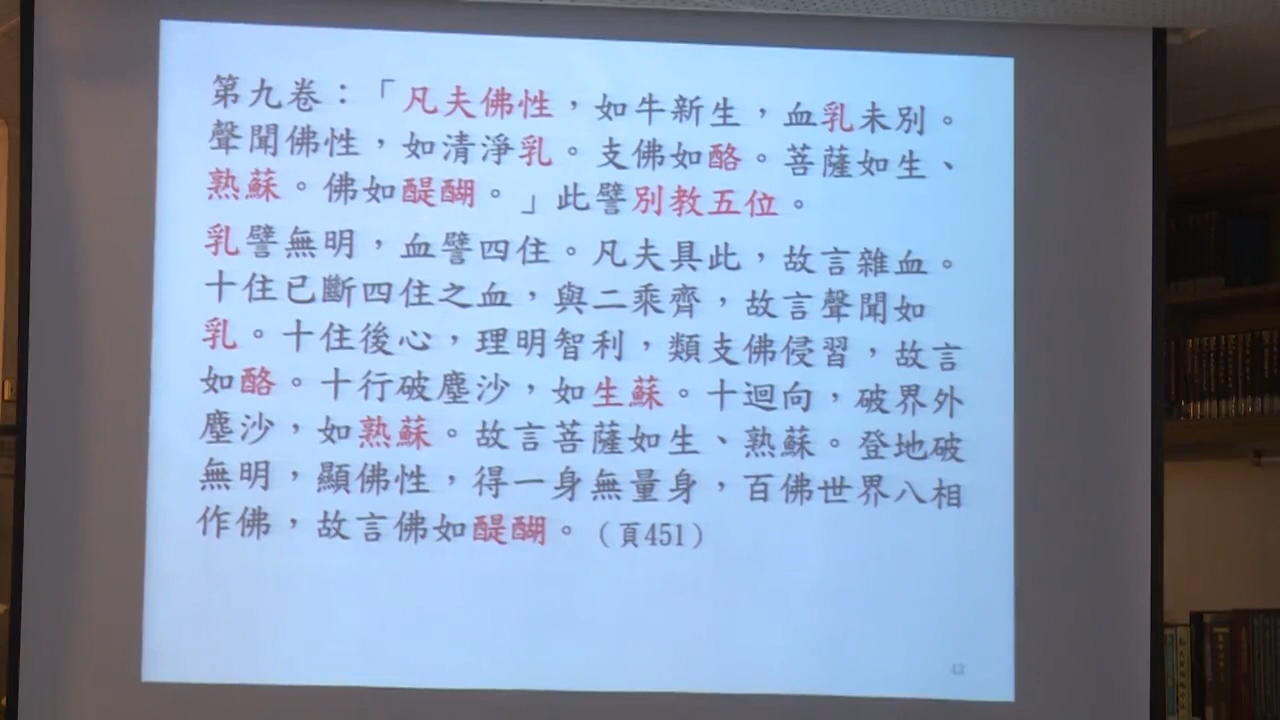 第九卷：「凡夫佛性，如牛新生，血乳未別。
聲聞佛性，如清淨乳。支佛如酪。菩薩如生、
熟蘇。佛如醍醐。」此譬別教五位。
乳譬無明，血譬四住。凡夫具此，故言雜血。
十住已斷四住之血，與二乘齊，故言聲聞如
乳。十住後心，理明智利，類支佛侵習，故言
如酪。十行破塵沙，如生蘇。十迴向，破界外
塵沙，如熟蘇。故言菩薩如生、熟蘇。登地破
無明，顯佛性，得一身無量身，百佛世界八相
作佛，故言佛如醍醐。（頁451）